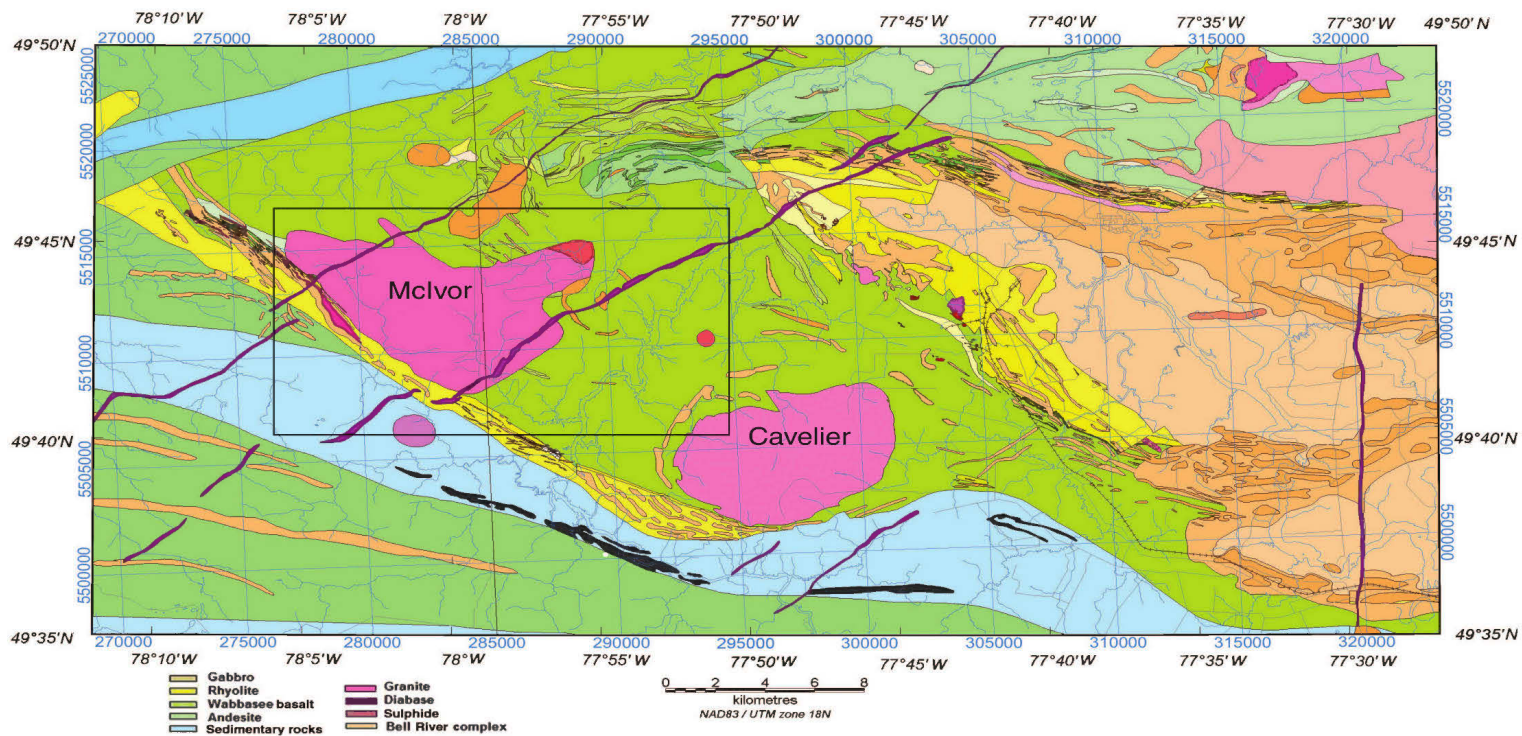 78°10'W 78°5'W 78°W 77°55'W 77°50'W 77°45'W 77°40'W 77°35'W 77°30'W 49°50'N
49°50'N 270000 275000 280000 285000 290000 295000 300000 305000 310000 315000 320000
5525000 5520000
5520000 5515000
49°45'N 5515000 49°45'N
McIvor
5510000 5510000
5505000
49°40'N Cavelier 49°40'N
5505000
5500000
5500000
49°35'N 270000 275000 280000 285000 290000 295000 300000 305000 310000 315000 320000 49°35'N
78°10'W 78°5'W 78°W 77°55'W 77°50'W 77°45'W 77°40'W 77°35'W 77°30'W
Gabbro
Rhyolite
Wabbasee basalt
Andesite
Sedimentary rocks
Granite
Diabase
Sulphide
Bell River complex
0 2 4 6 8
kilometres
NAD83 / UTM zone 18N